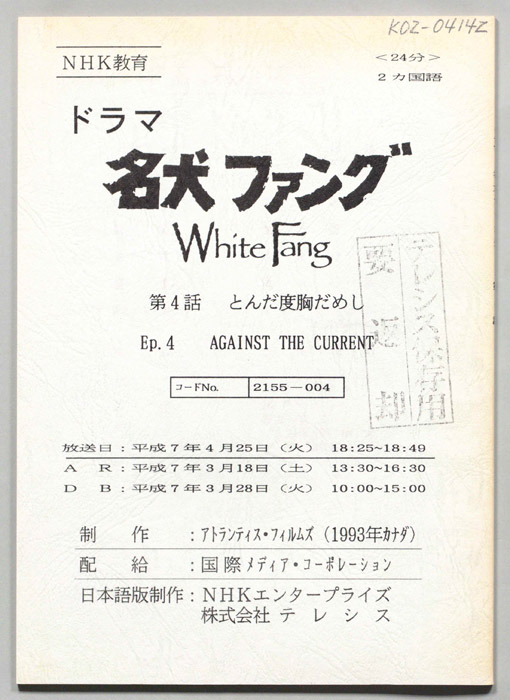 K02-04142
NHK教育
＜24分＞
2 カ国語
ドラマ
名犬ファング
White Fang
第4話 とんだ度胸だめし
Ep.4 AGAINST THE CURRENT
テレシス保存用
要返却
コードNo. 2155－004
放送日：平成7年4月25日（火） 18:25~18:49
A R：平成7年3月18日（土） 13:30~16:30
D B：平成7年3月28日（火） 10:00~15:00
制 作：アトランティス・フィルムズ（1993年カナダ）
配 給：国際メディア・コーポレーション
日本語版制作：NHKエンタープライズ
株式会社 テレシス